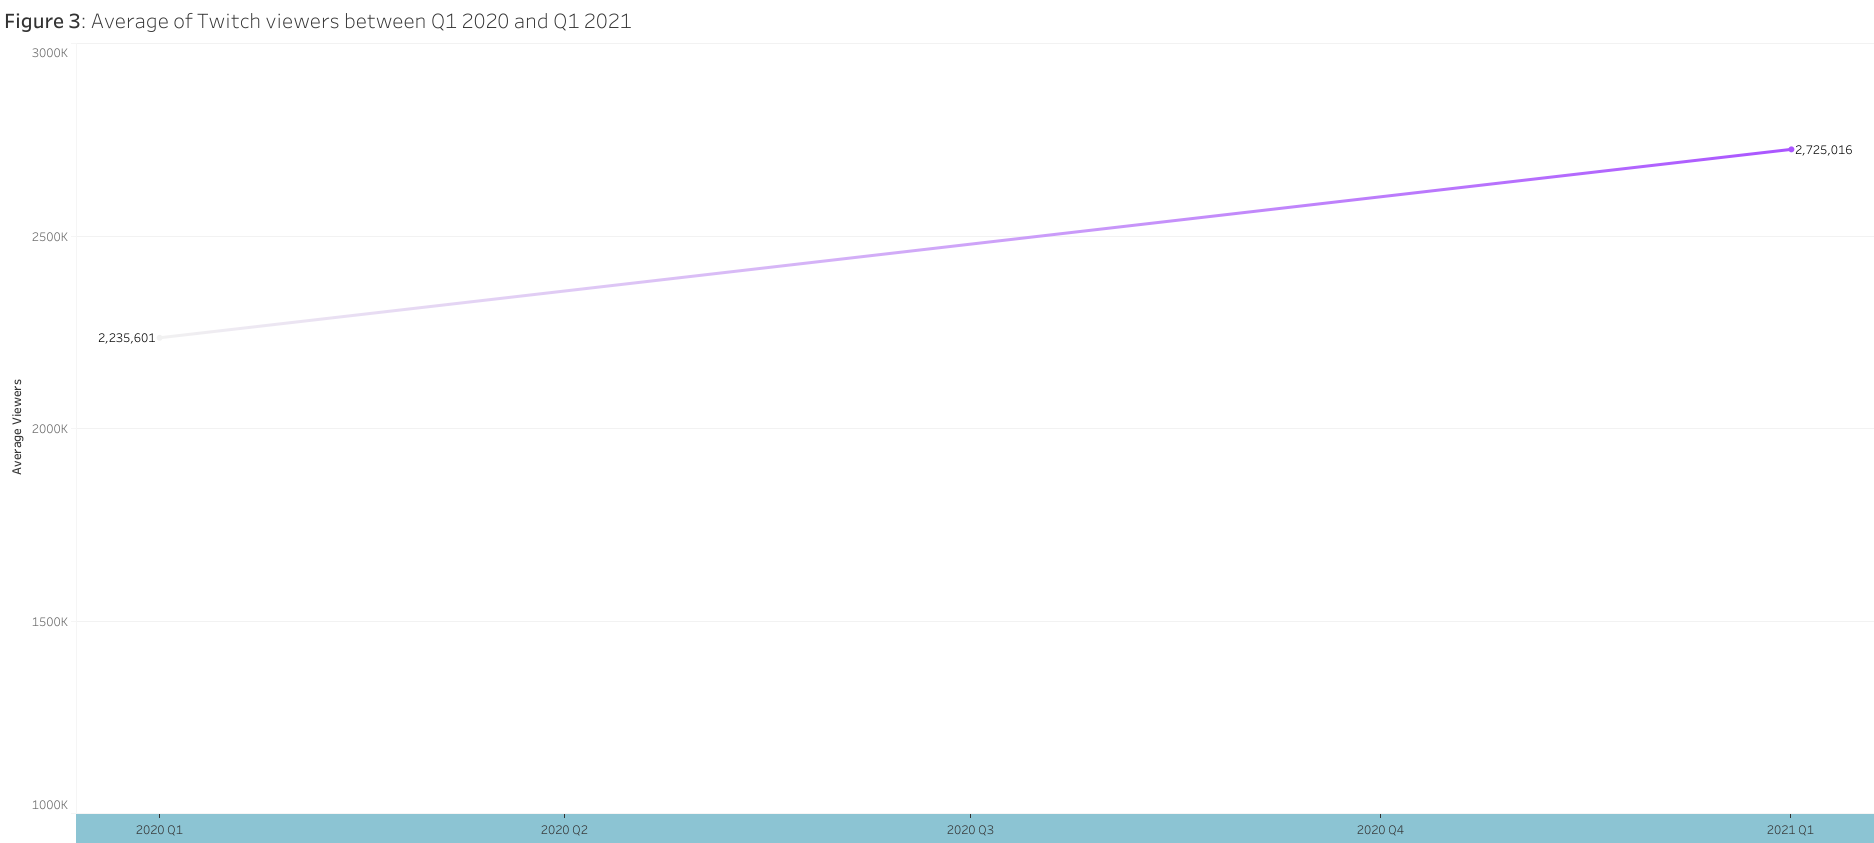 Figure 3: Average of Twitch viewers between Q1 2020 and Q1 2021
3000K
2,725,016
2500K
2,235,601
Average Viewers
2000K
1500K
1000K
2020 Q1 2020 Q2 2020 Q3 2020 Q4 2021 Q1